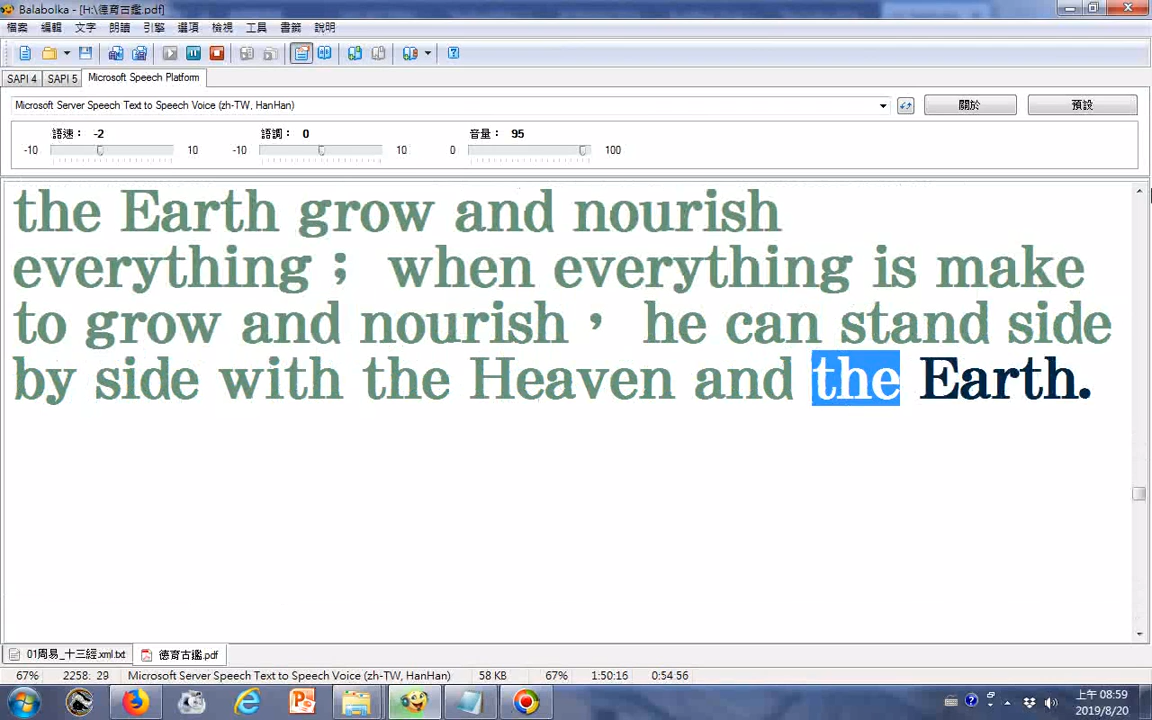 Balabolka - [H:\德育古鑑.pdf]
檔案 編輯 文字 朗讀 引擎 選項 檢視 工具 書籤 說明
SAPI 4 SAPI 5 Microsoft Speech Platform
Microsoft Server Speech Text to Speech Voice (zh-TW, HanHan) 關於 預設
語速： -2 語調： 0 音量： 95
-10 10 -10 10 0 100
the Earth grow and nourish
everything； when everything is make
to grow and nourish， he can stand side
by side with the Heaven and the Earth.
01周易_十三經.xml.txt 德育古鑑.pdf
67% 2258: 29 Microsoft Server Speech Text to Speech Voice (zh-TW, HanHan) 58 KB 67% 1:50:16 0:54:56
上午 08:59
2019/8/20